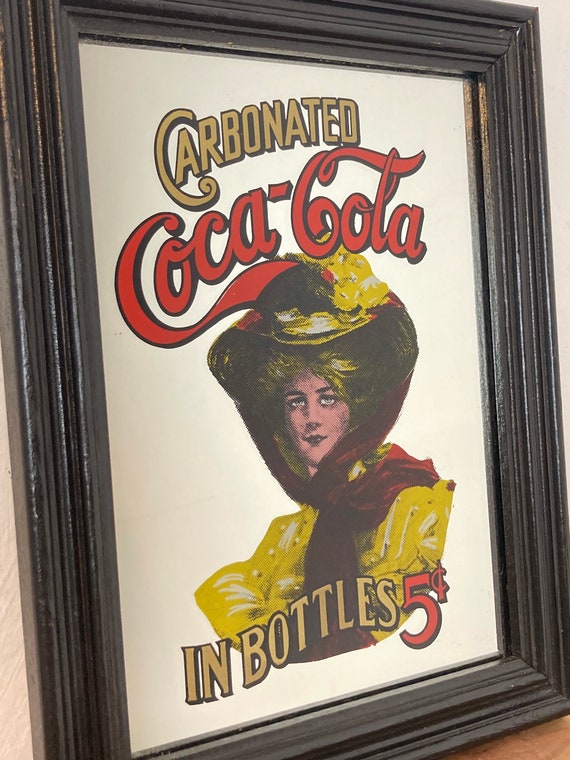 CARBONATED
Coca-Cola
IN BOTTLES 5¢